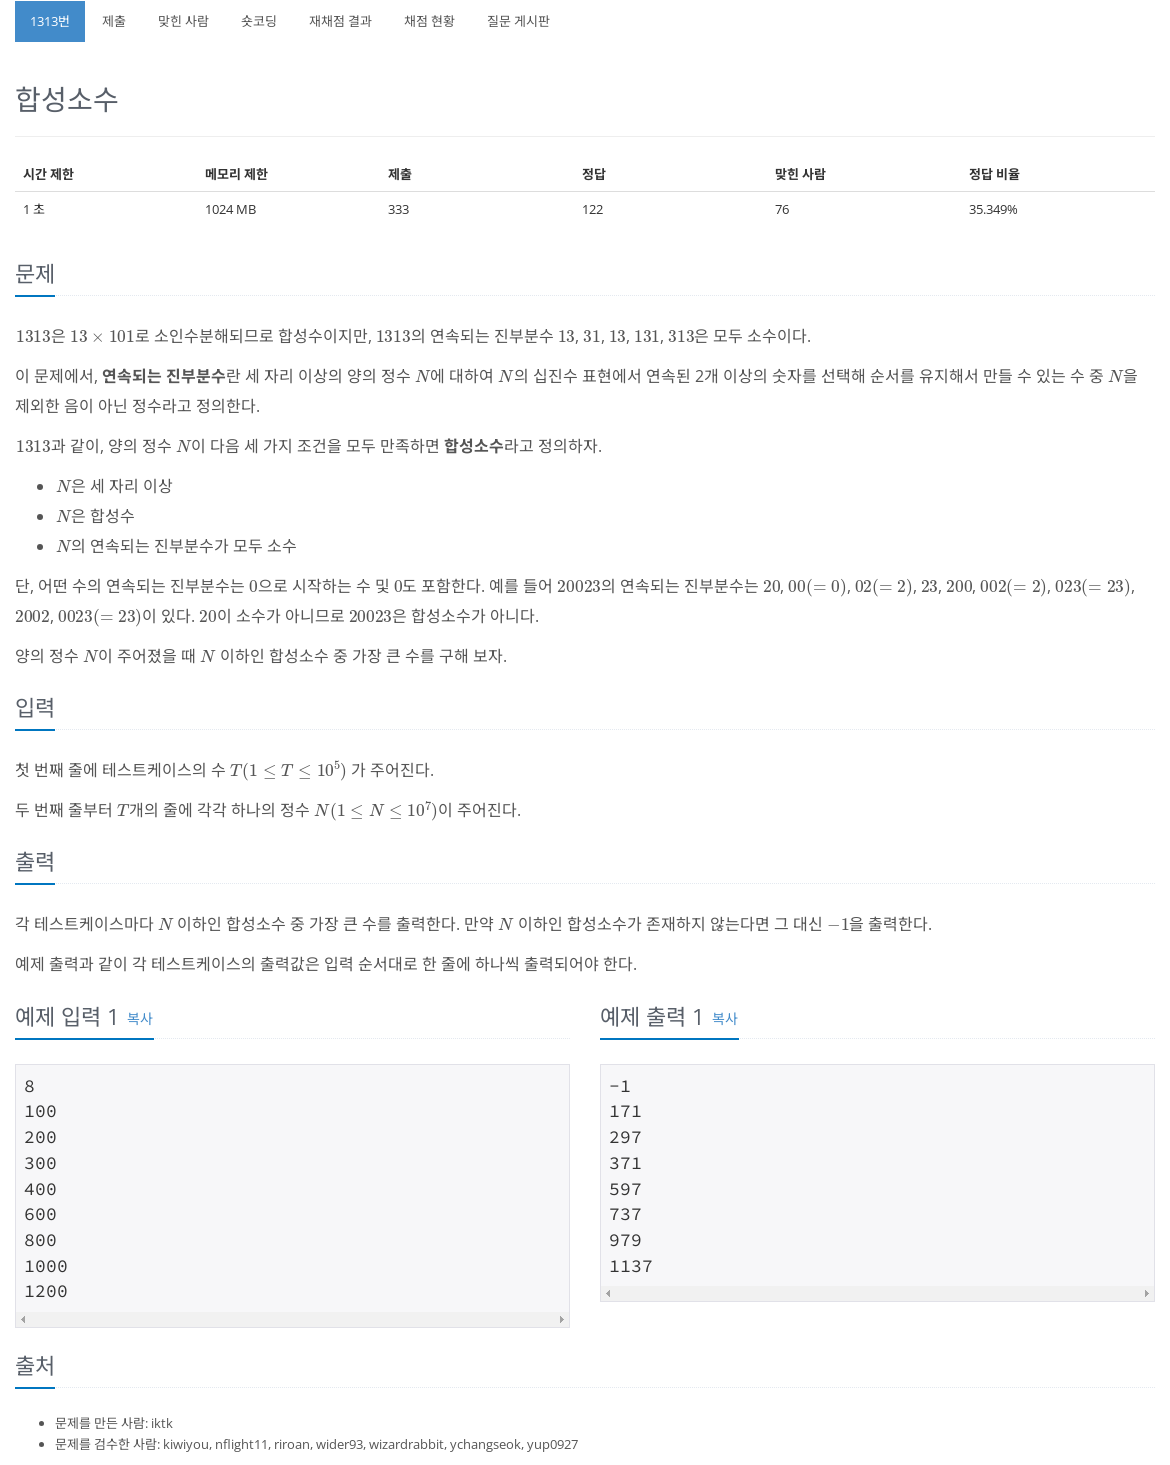 1313번 제출 맞힌 사람 숏코딩 재채점 결과 채점 현황 질문 게시판
합성소수
시간 제한 메모리 제한 제출 정답 맞힌 사람 정답 비율
1 초 1024 MB 333 122 76 35.349%
문제
1313은 13 × 101로 소인수분해되므로 합성수이지만, 1313의 연속되는 진부분수 13, 31, 13, 131, 313은 모두 소수이다.
이 문제에서, 연속되는 진부분수란 세 자리 이상의 양의 정수 N에 대하여 N의 십진수 표현에서 연속된 2개 이상의 숫자를 선택해 순서를 유지해서 만들 수 있는 수 중 N을
제외한 음이 아닌 정수라고 정의한다.
1313과 같이, 양의 정수 N이 다음 세 가지 조건을 모두 만족하면 합성소수라고 정의하자.
• N은 세 자리 이상
• N은 합성수
• N의 연속되는 진부분수가 모두 소수
단, 어떤 수의 연속되는 진부분수는 0으로 시작하는 수 및 0도 포함한다. 예를 들어 20023의 연속되는 진부분수는 20, 00(= 0), 02(= 2), 23, 200, 002(= 2), 023(= 23),
2002, 0023(= 23)이 있다. 20이 소수가 아니므로 20023은 합성소수가 아니다.
양의 정수 N이 주어졌을 때 N 이하인 합성소수 중 가장 큰 수를 구해 보자.
입력
첫 번째 줄에 테스트케이스의 수 T(1 ≤ T ≤ 10⁵) 가 주어진다.
두 번째 줄부터 T개의 줄에 각각 하나의 정수 N(1 ≤ N ≤ 10⁷)이 주어진다.
출력
각 테스트케이스마다 N 이하인 합성소수 중 가장 큰 수를 출력한다. 만약 N 이하인 합성소수가 존재하지 않는다면 그 대신 −1을 출력한다.
예제 출력과 같이 각 테스트케이스의 출력값은 입력 순서대로 한 줄에 하나씩 출력되어야 한다.
예제 입력 1 복사
8
100
200
300
400
600
800
1000
1200
예제 출력 1 복사
-1
171
297
371
597
737
979
1137
출처
• 문제를 만든 사람: iktk
• 문제를 검수한 사람: kiwiyou, nflight11, riroan, wider93, wizardrabbit, ychangseok, yup0927